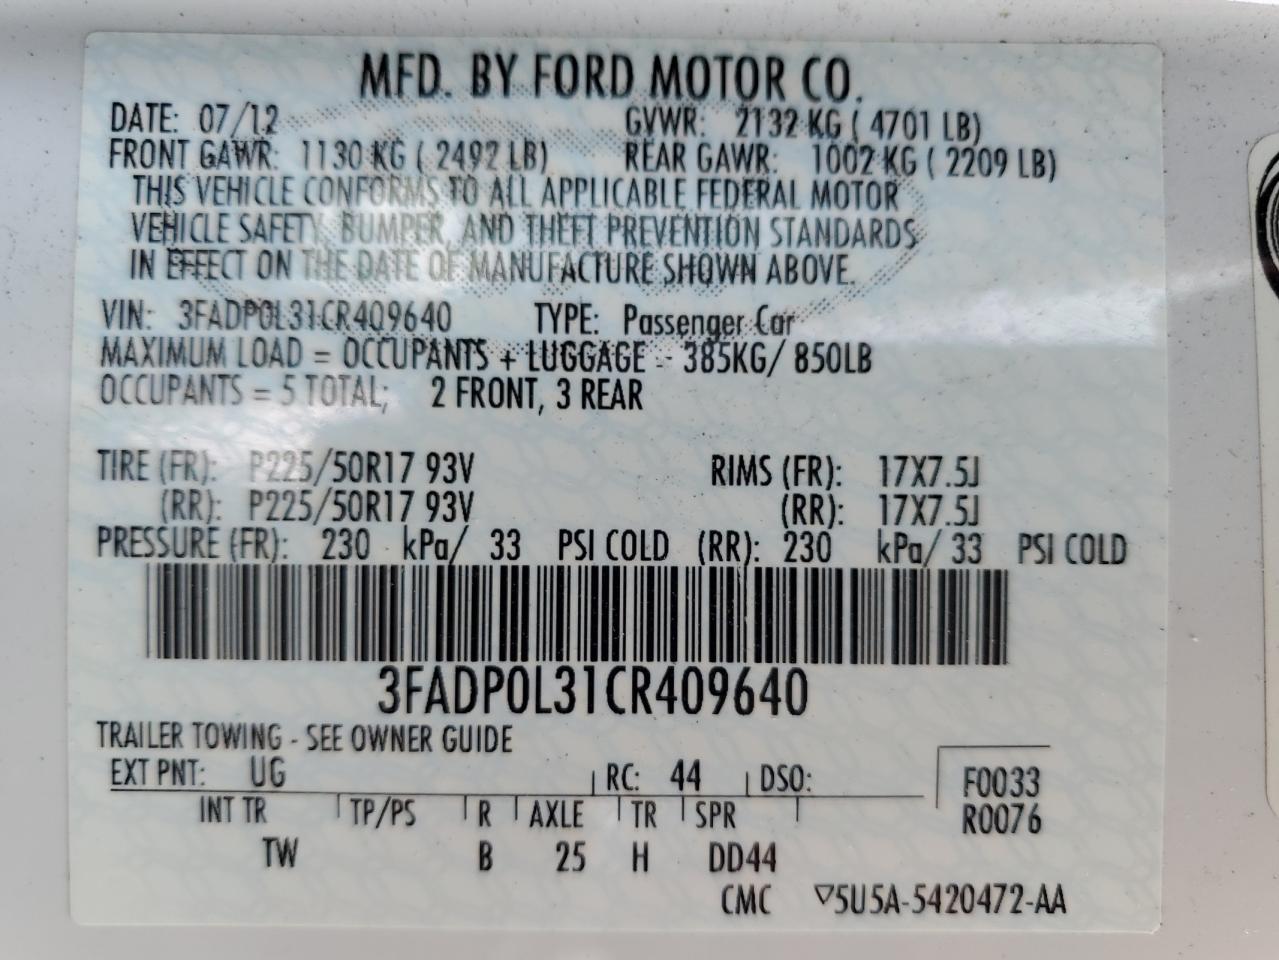 MFD. BY FORD MOTOR CO.
DATE: 07/12 GVWR: 2132 KG ( 4701 LB)
FRONT GAWR: 1130 KG ( 2492 LB) REAR GAWR: 1002 KG ( 2209 LB)
THIS VEHICLE CONFORMS TO ALL APPLICABLE FEDERAL MOTOR
VEHICLE SAFETY, BUMPER, AND THEFT PREVENTION STANDARDS
IN EFFECT ON THE DATE OF MANUFACTURE SHOWN ABOVE.
VIN: 3FADP0L31CR409640 TYPE: Passenger Car
MAXIMUM LOAD = OCCUPANTS + LUGGAGE - 385KG/ 850LB
OCCUPANTS = 5 TOTAL; 2 FRONT, 3 REAR
TIRE (FR): P225/50R17 93V RIMS (FR): 17X7.5J
(RR): P225/50R17 93V (RR): 17X7.5J
PRESSURE (FR): 230 kPa/ 33 PSI COLD (RR): 230 kPa/ 33 PSI COLD
3FADP0L31CR409640
TRAILER TOWING - SEE OWNER GUIDE
EXT PNT: UG RC: 44 DSO: F0033
INT TR TP/PS R AXLE TR SPR R0076
TW B 25 H DD44
CMC ▽5U5A-5420472-AA